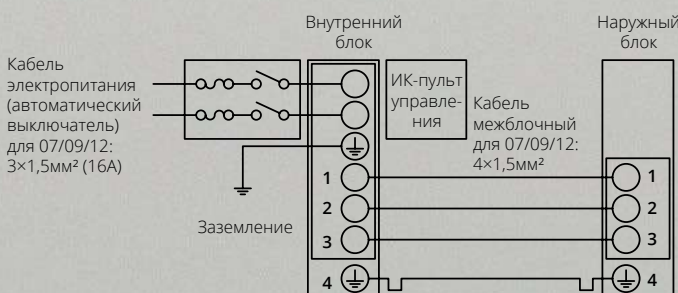 Внутренний
блок
Наружный
блок
Кабель
электропитания
(автоматический
выключатель)
для 07/09/12:
3×1,5мм² (16А)
ИК-пульт
управле-
ния
Кабель
межблочный
для 07/09/12:
4×1,5мм²
Заземление
1
2
3
4
1
2
3
4